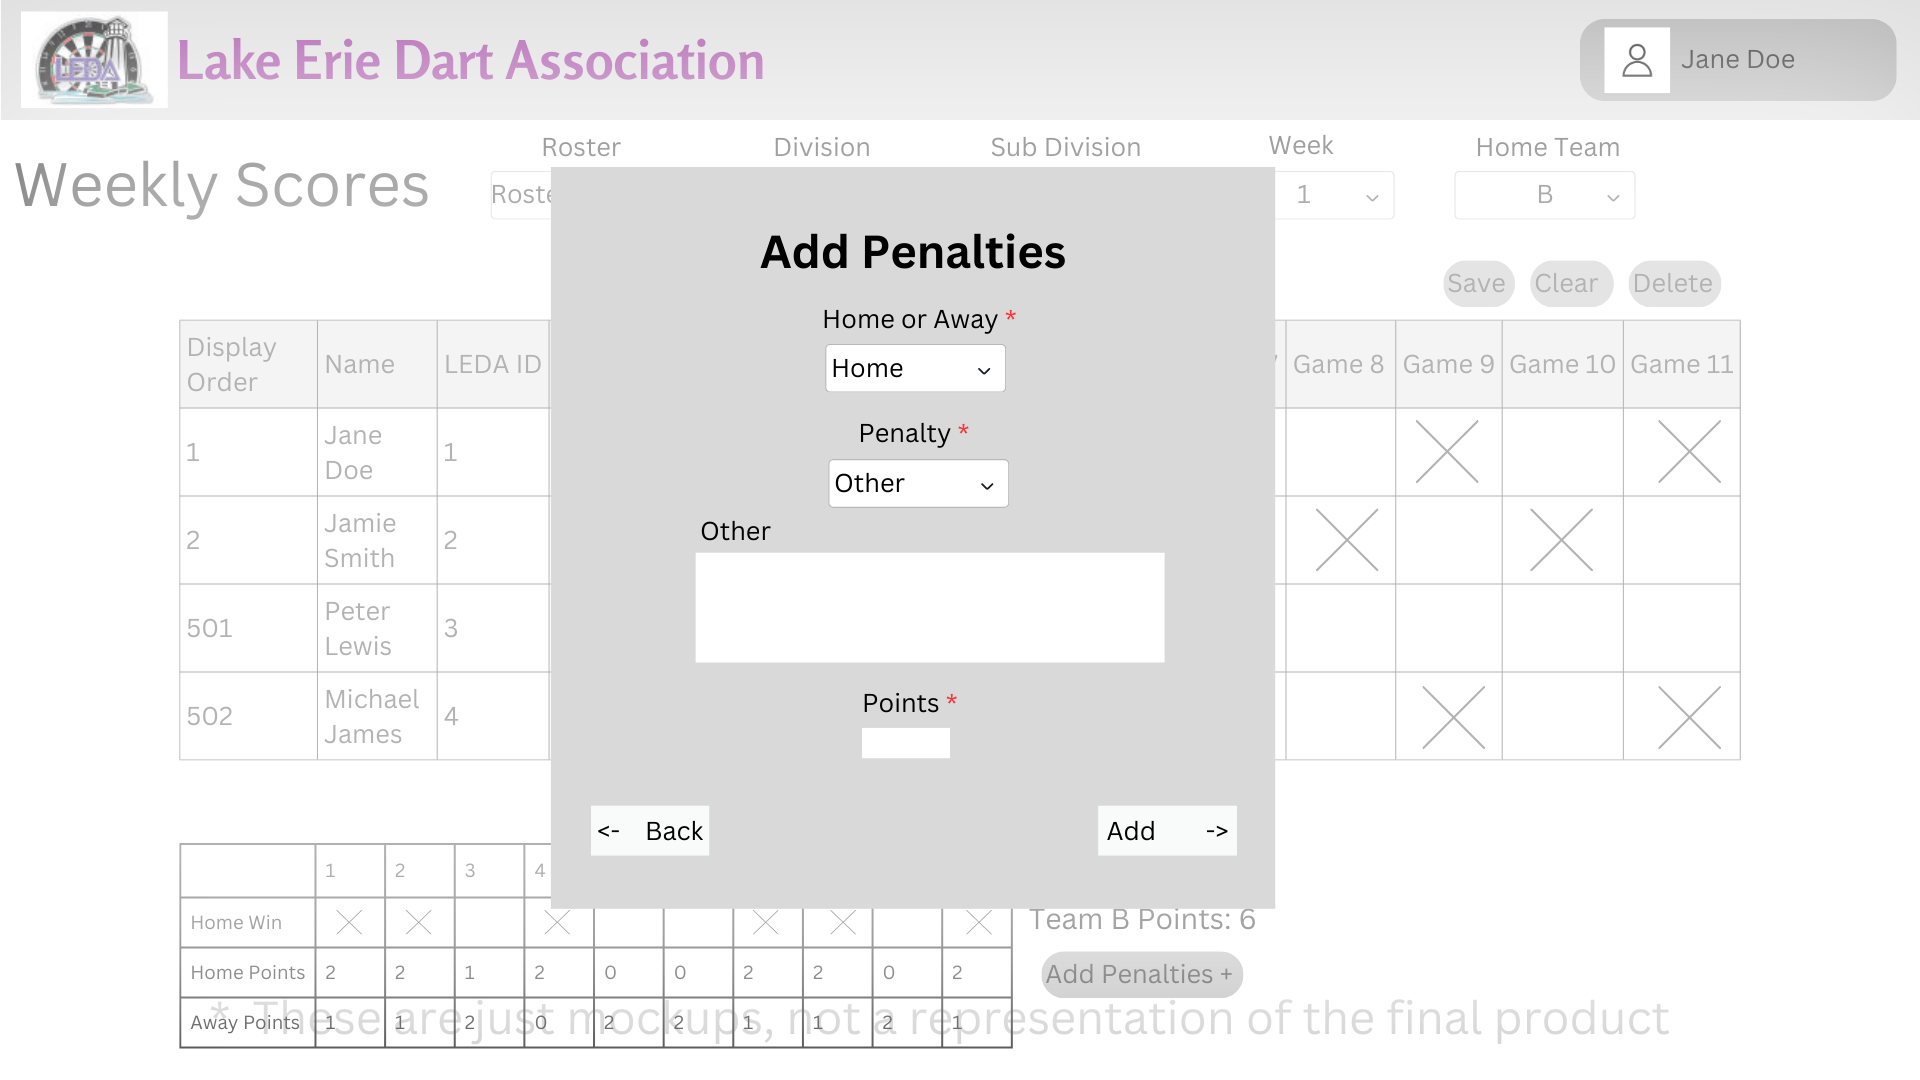 LEDA
Lake Erie Dart Association
Jane Doe
Weekly Scores
Roster
Division
Sub Division
Week
Home Team
1
B
Add Penalties
Save
Clear
Delete
Home or Away *
Home
Penalty *
Other
Other
Points *
<- Back
Add ->
Display
Order
Name
LEDA ID
Game 8
Game 9
Game 10
Game 11
1
Jane
Doe
1
2
Jamie
Smith
2
501
Peter
Lewis
3
502
Michael
James
4
1 2 3 4
Home Win
Home Points 2 2 1 2 0 0 2 2 0 2
Away Points 1 1 2 0 2 2 1 1 2 1
Team B Points: 6
Add Penalties +
* These are just mockups, not a representation of the final product